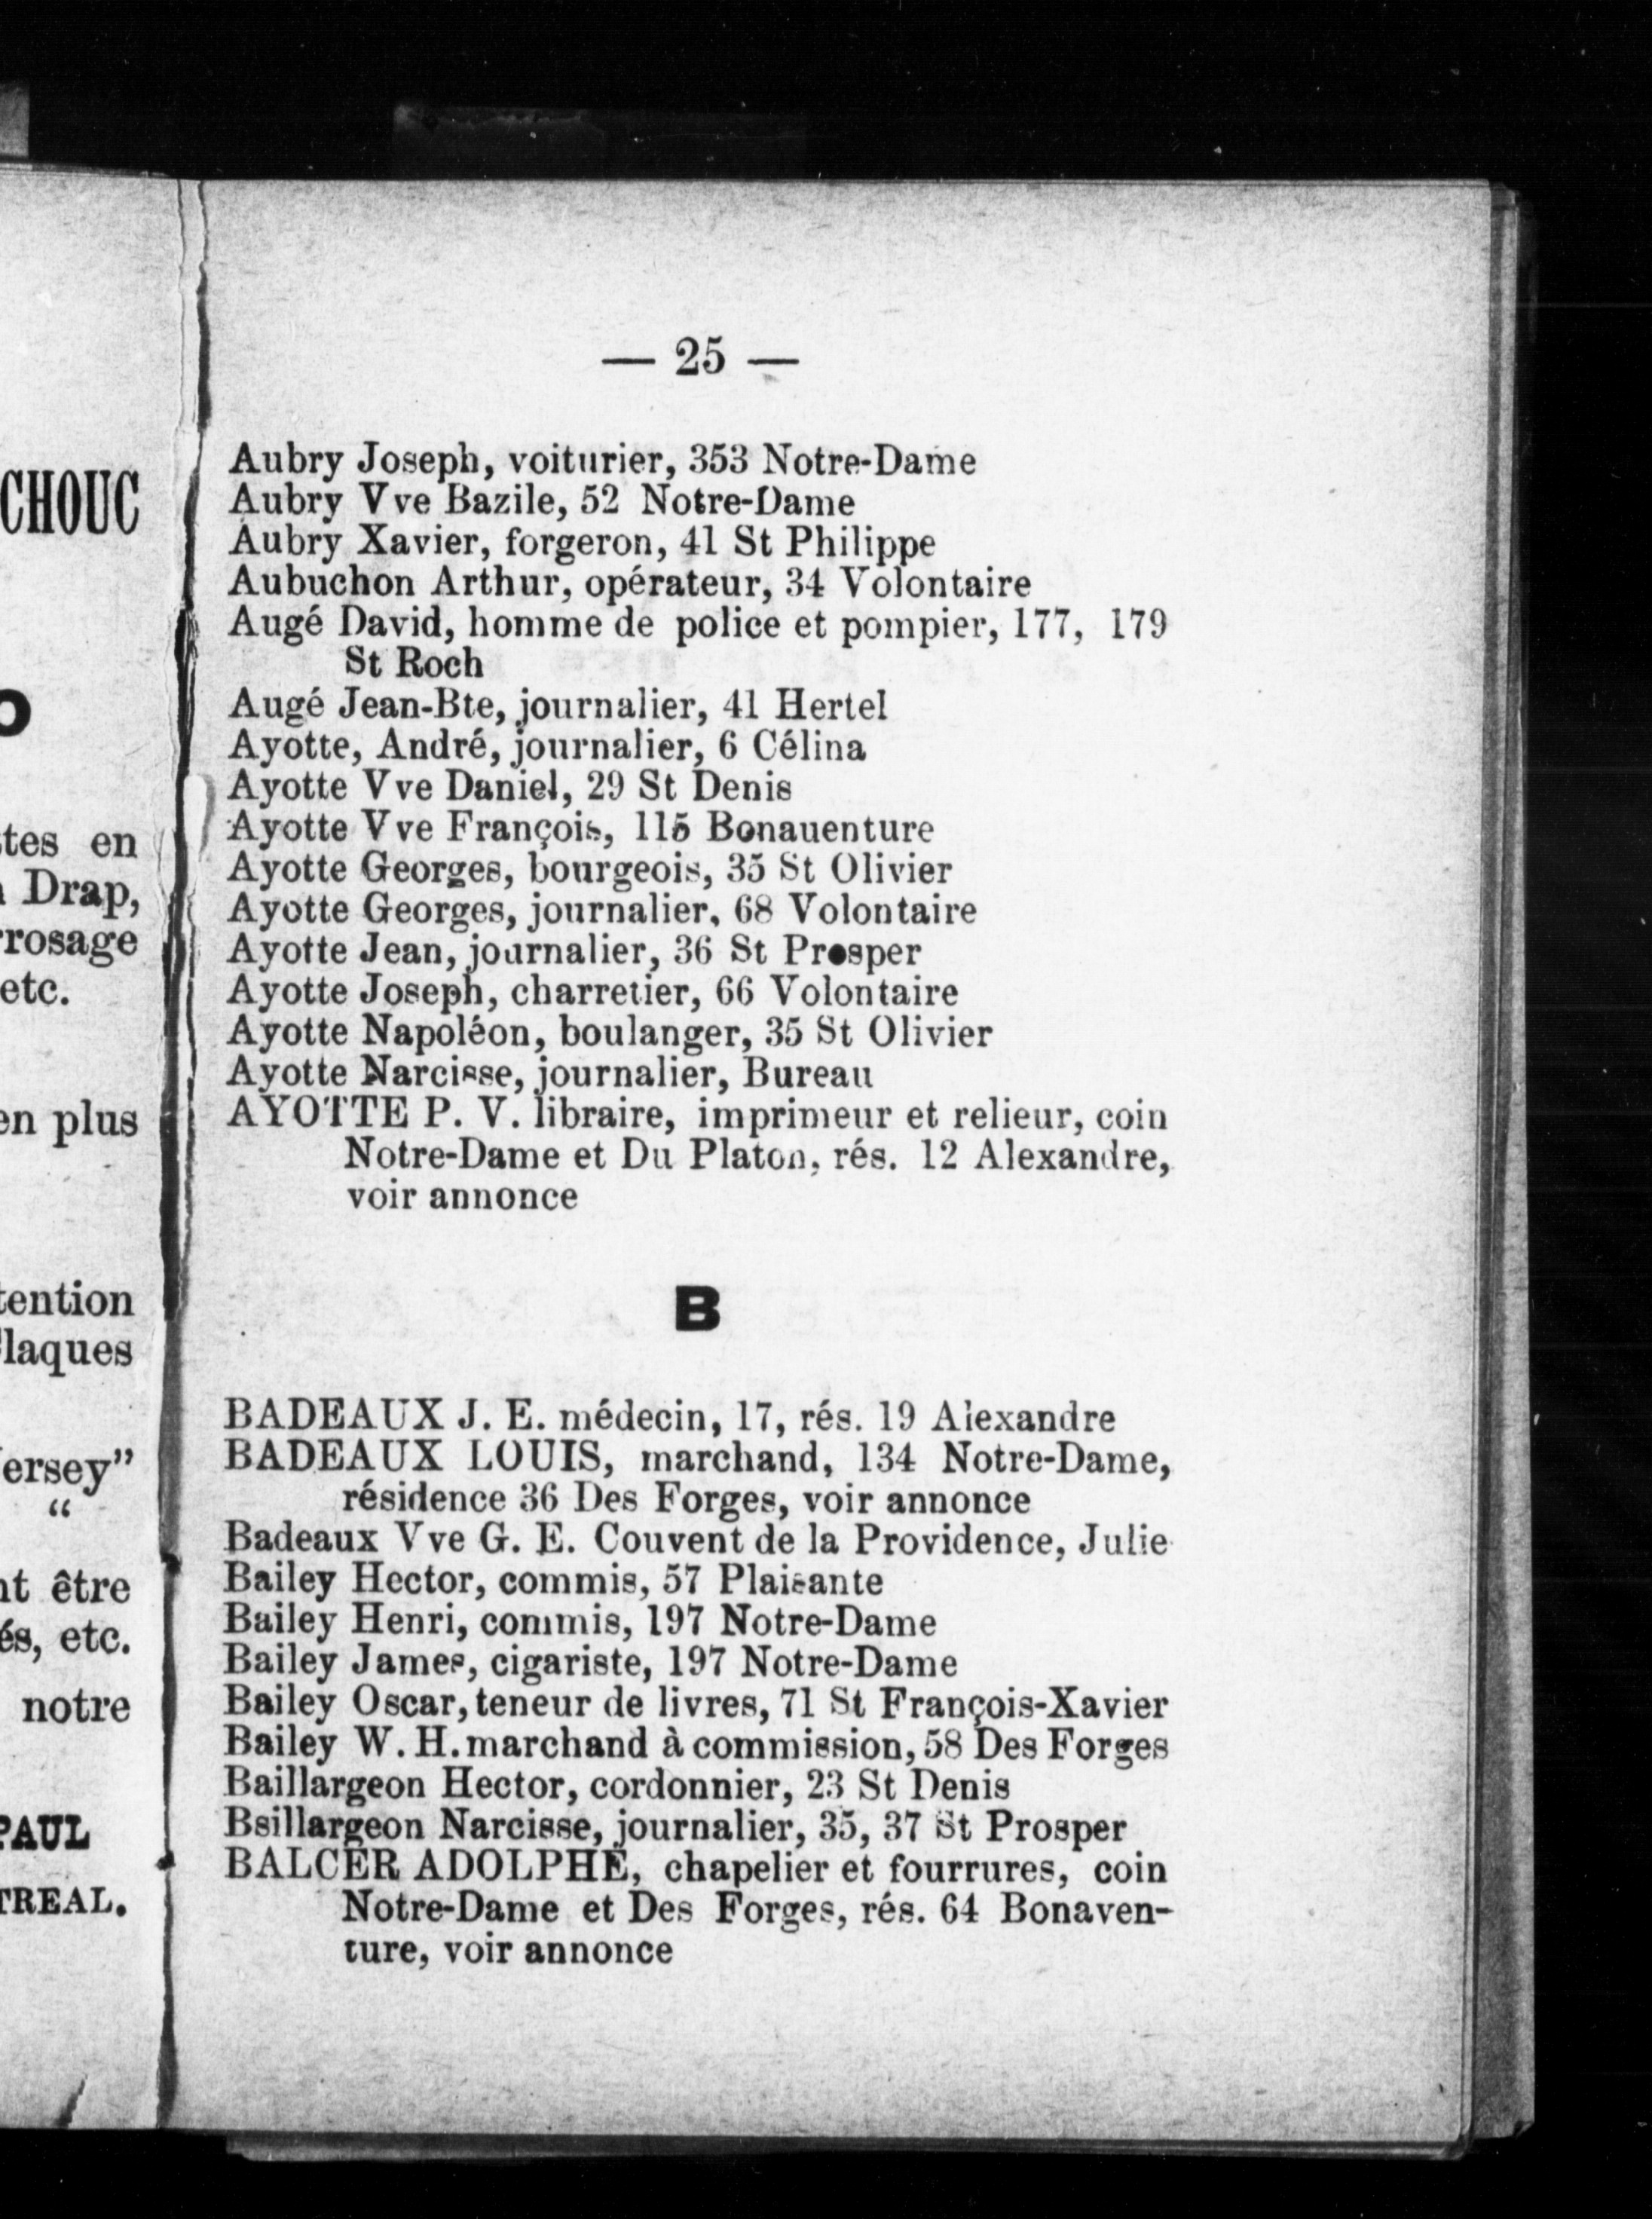 CHOUC
tes en
Drap,
rosage
etc.
en plus
tention
laques
ersey"
"
nt être
és, etc.
notre
PAUL
TREAL.
— 25 —
Aubry Joseph, voiturier, 353 Notre-Dame
Aubry Vve Bazile, 52 Notre-Dame
Aubry Xavier, forgeron, 41 St Philippe
Aubuchon Arthur, opérateur, 34 Volontaire
Augé David, homme de police et pompier, 177, 179
St Roch
Augé Jean-Bte, journalier, 41 Hertel
Ayotte, André, journalier, 6 Célina
Ayotte Vve Daniel, 29 St Denis
Ayotte Vve François, 115 Bonauenture
Ayotte Georges, bourgeois, 35 St Olivier
Ayotte Georges, journalier, 68 Volontaire
Ayotte Jean, journalier, 36 St Prosper
Ayotte Joseph, charretier, 66 Volontaire
Ayotte Napoléon, boulanger, 35 St Olivier
Ayotte Narcisse, journalier, Bureau
AYOTTE P. V. libraire, imprimeur et relieur, coin
Notre-Dame et Du Platon, rés. 12 Alexandre,
voir annonce
B
BADEAUX J. E. médecin, 17, rés. 19 Alexandre
BADEAUX LOUIS, marchand, 134 Notre-Dame,
résidence 36 Des Forges, voir annonce
Badeaux Vve G. E. Couvent de la Providence, Julie
Bailey Hector, commis, 57 Plaisante
Bailey Henri, commis, 197 Notre-Dame
Bailey James, cigariste, 197 Notre-Dame
Bailey Oscar, teneur de livres, 71 St François-Xavier
Bailey W. H. marchand à commission, 58 Des Forges
Baillargeon Hector, cordonnier, 23 St Denis
Bsillargeon Narcisse, journalier, 35, 37 St Prosper
BALCER ADOLPHE, chapelier et fourrures, coin
Notre-Dame et Des Forges, rés. 64 Bonaven-
ture, voir annonce